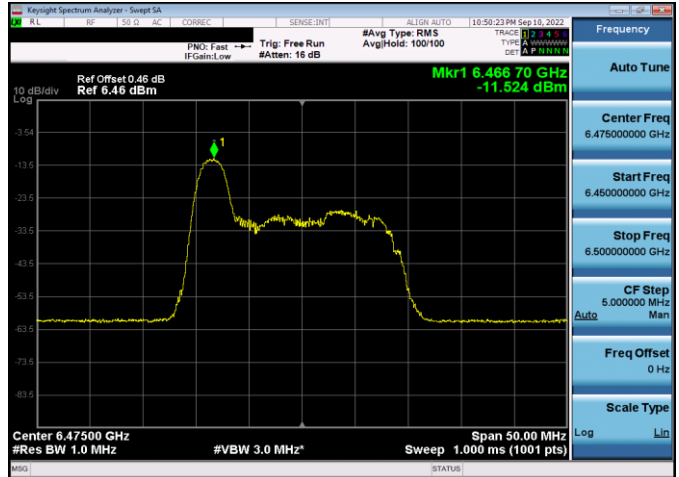 Keysight Spectrum Analyzer - Swept SA
RL RF 50 Ω AC CORREC SENSE:INT ALIGN AUTO 10:50:23 PM Sep 10, 2022
Frequency
PNO: Fast Trig: Free Run #Avg Type: RMS TRACE 1 2 3 4 5 6
IFGain:Low #Atten: 16 dB Avg|Hold: 100/100 TYPE A WWWWW
DET A P N N N N
Auto Tune
Mkr1 6.466 70 GHz
-11.524 dBm
Ref Offset 0.46 dB
10 dB/div Ref 6.46 dBm
Log
1
-3.54
-13.5
-23.5
-33.5
-43.5
-53.5
-63.5
-73.5
-83.5
Center Freq
6.475000000 GHz
Start Freq
6.450000000 GHz
Stop Freq
6.500000000 GHz
CF Step
5.000000 MHz
Auto Man
Freq Offset
0 Hz
Scale Type
Log Lin
Center 6.47500 GHz Span 50.00 MHz
#Res BW 1.0 MHz #VBW 3.0 MHz* Sweep 1.000 ms (1001 pts)
MSG STATUS